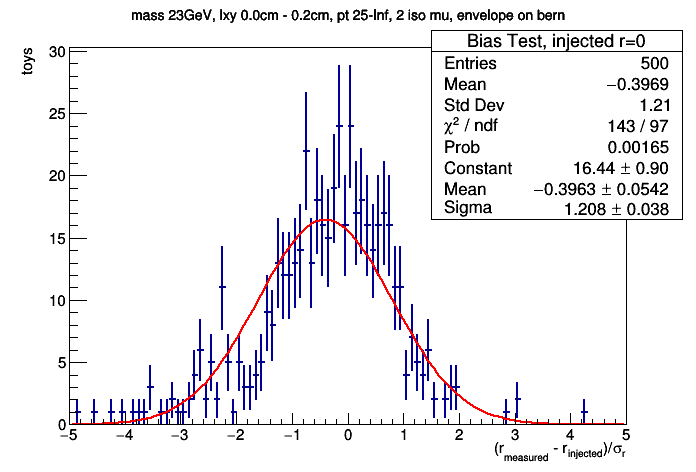 mass 23GeV, lxy 0.0cm - 0.2cm, pt 25-Inf, 2 iso mu, envelope on bern
toys
30
25
20
15
10
5
0
Bias Test, injected r=0
Entries 500
Mean −0.3969
Std Dev 1.21
χ² / ndf 143 / 97
Prob 0.00165
Constant 16.44 ± 0.90
Mean −0.3963 ± 0.0542
Sigma 1.208 ± 0.038
−5 −4 −3 −2 −1 0 1 2 3 4 5
(r_measured - r_injected)/σ_r